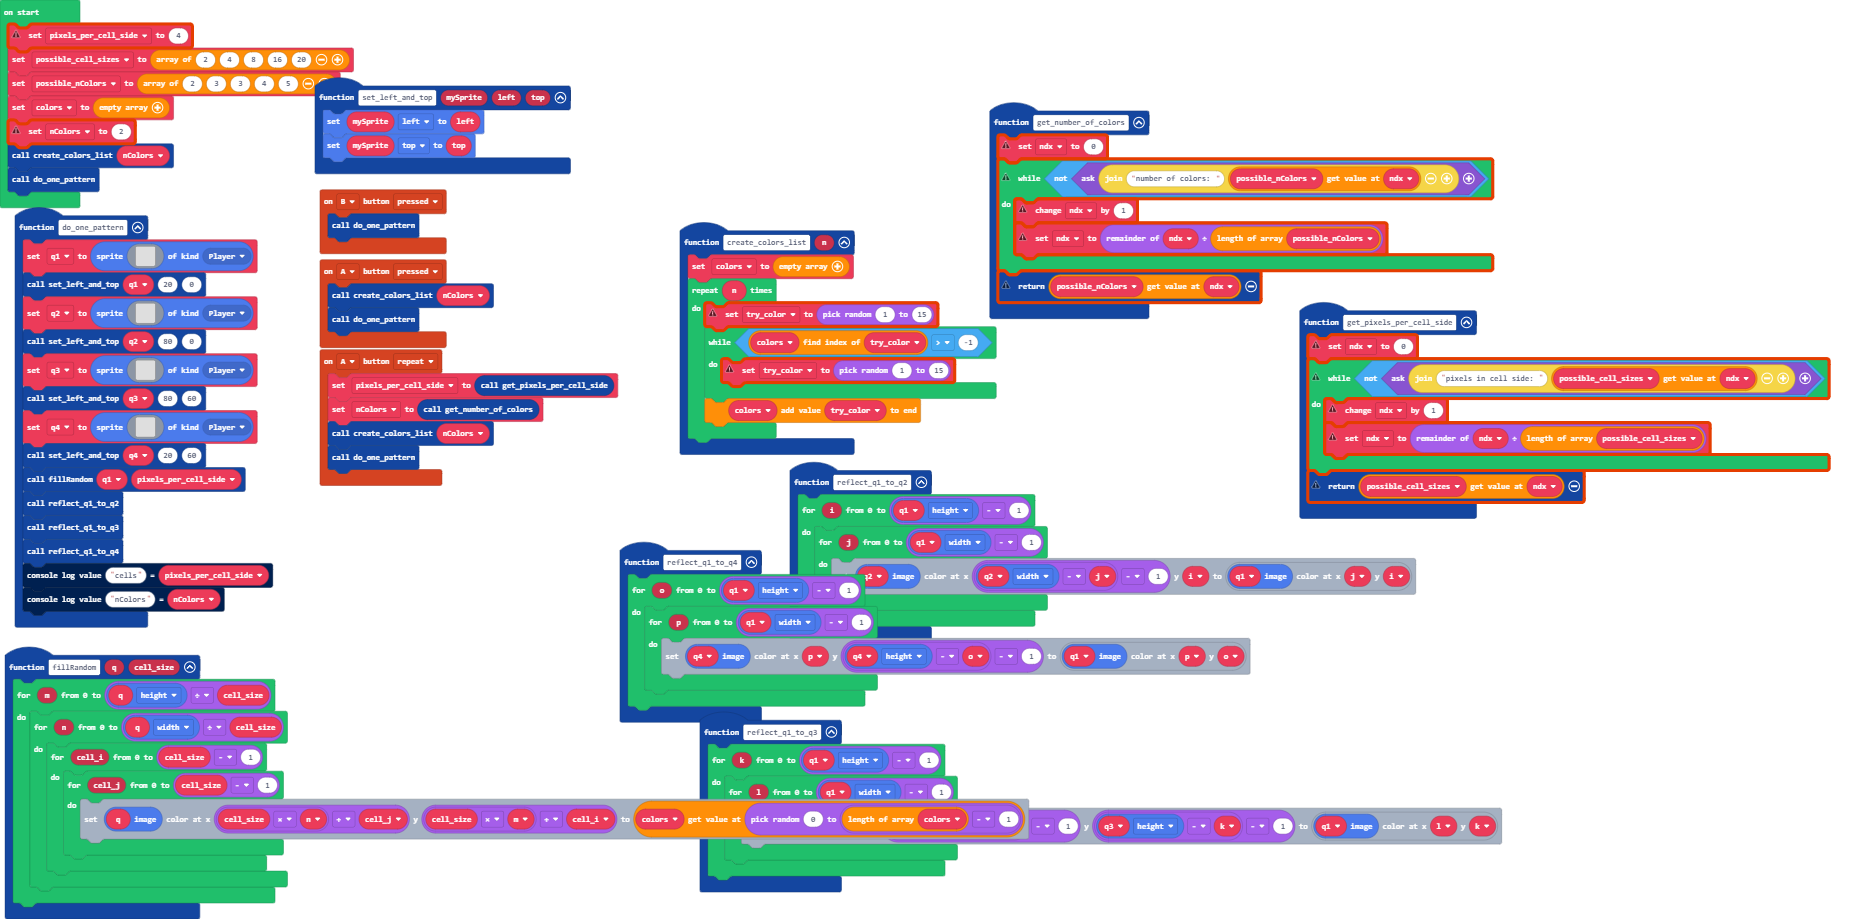 on start
set pixels_per_cell_side to 4
set possible_cell_sizes to array of 2 4 8 16 20
set possible_nColors to array of 2 3 3 4 5
set colors to empty array
set nColors to 2
call create_colors_list nColors
call do_one_pattern
function set_left_and_top mySprite left top
set mySprite left to left
set mySprite top to top
on B button pressed
call do_one_pattern
on A button pressed
call create_colors_list nColors
call do_one_pattern
on A button repeat
set pixels_per_cell_side to call get_pixels_per_cell_side
set nColors to call get_number_of_colors
call create_colors_list nColors
call do_one_pattern
function do_one_pattern
set q1 to sprite of kind Player
call set_left_and_top q1 20 0
set q2 to sprite of kind Player
call set_left_and_top q2 80 0
set q3 to sprite of kind Player
call set_left_and_top q3 80 60
set q4 to sprite of kind Player
call set_left_and_top q4 20 60
call fillRandom q1 pixels_per_cell_side
call reflect_q1_to_q2
call reflect_q1_to_q3
call reflect_q1_to_q4
console log value "cells" = pixels_per_cell_side
console log value "nColors" = nColors
function create_colors_list n
set colors to empty array
repeat n times
do set try_color to pick random 1 to 15
while colors find index of try_color > -1
do set try_color to pick random 1 to 15
colors add value try_color to end
function get_number_of_colors
set ndx to 0
while not ask join "number of colors: " possible_nColors get value at ndx
do change ndx by 1
set ndx to remainder of ndx ÷ length of array possible_nColors
return possible_nColors get value at ndx
function get_pixels_per_cell_side
set ndx to 0
while not ask join "pixels in cell side: " possible_cell_sizes get value at ndx
do change ndx by 1
set ndx to remainder of ndx ÷ length of array possible_cell_sizes
return possible_cell_sizes get value at ndx
function reflect_q1_to_q2
for i from 0 to q1 height - 1
do for j from 0 to q1 width - 1
do q2 image color at x q2 width - j - 1 y i to q1 image color at x j y i
function reflect_q1_to_q4
for o from 0 to q1 height - 1
do for p from 0 to q1 width - 1
do set q4 image color at x p y q4 height - o - 1 to q1 image color at x p y o
function reflect_q1_to_q3
for k from 0 to q1 height - 1
do for l from 0 to q1 width - 1
- 1 y q3 height - k - 1 to q1 image color at x l y k
function fillRandom q cell_size
for m from 0 to q height ÷ cell_size
do for n from 0 to q width ÷ cell_size
do for cell_i from 0 to cell_size - 1
do for cell_j from 0 to cell_size - 1
do set q image color at x cell_size × n + cell_j y cell_size × m + cell_i to colors get value at pick random 0 to length of array colors - 1